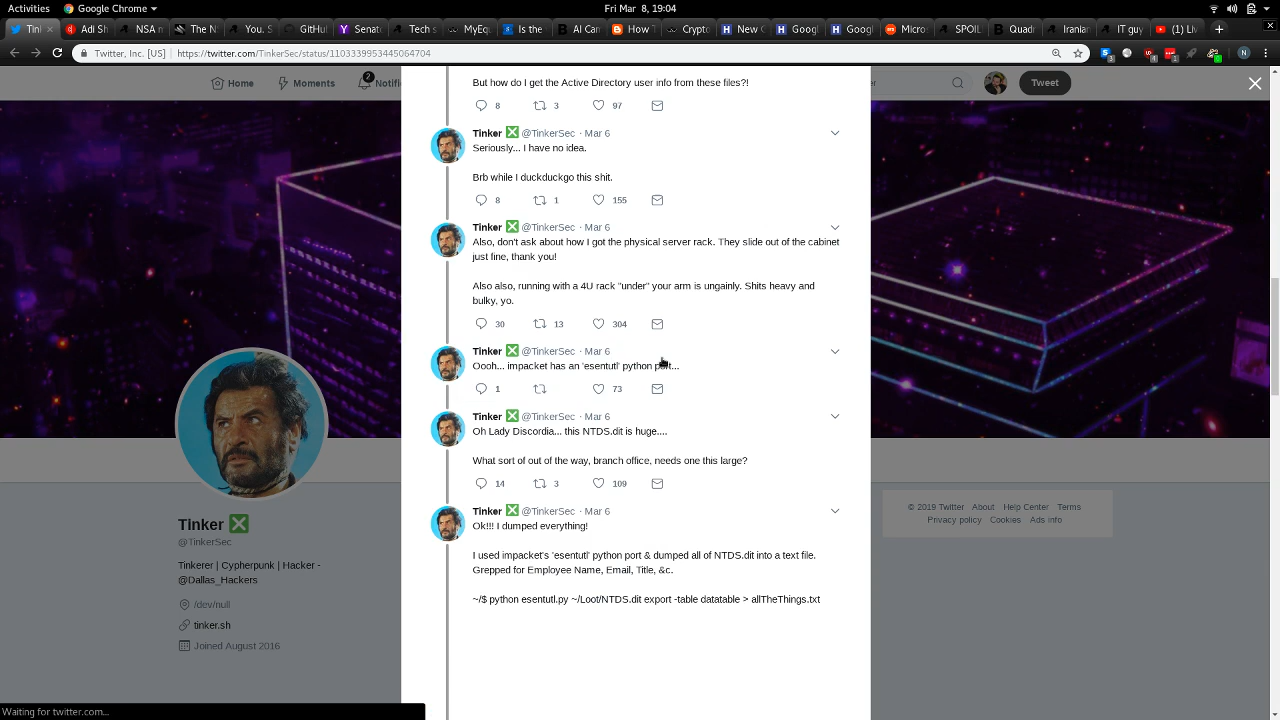 Activities
Google Chrome
Fri Mar 8, 19:04
Tin
Adi Sh
NSA n
The N
You. S
GitHu
Senat
Tech s
MyEq
Is the
AI Can
How T
Crypto
New C
Googl
Googl
Micro
SPOIL
Quadr
Iranian
IT guy
(1) Liv
Twitter, Inc. [US] | https://twitter.com/TinkerSec/status/1103339953445064704
Home
Moments
2
Notifi
er
Tweet
But how do I get the Active Directory user info from these files?!
8 3 97
Tinker @TinkerSec · Mar 6
Seriously... I have no idea.
Brb while I duckduckgo this shit.
8 1 155
Tinker @TinkerSec · Mar 6
Also, don't ask about how I got the physical server rack. They slide out of the cabinet
just fine, thank you!
Also also, running with a 4U rack "under" your arm is ungainly. Shits heavy and
bulky, yo.
30 13 304
Tinker @TinkerSec · Mar 6
Oooh... impacket has an 'esentutl' python port...
1 73
Tinker @TinkerSec · Mar 6
Oh Lady Discordia... this NTDS.dit is huge....
What sort of out of the way, branch office, needs one this large?
14 3 109
Tinker @TinkerSec · Mar 6
Ok!!! I dumped everything!
I used impacket's 'esentutl' python port & dumped all of NTDS.dit into a text file.
Grepped for Employee Name, Email, Title, &c.
~/$ python esentutl.py ~/Loot/NTDS.dit export -table datatable > allTheThings.txt
Tinker
@TinkerSec
Tinkerer | Cypherpunk | Hacker -
@Dallas_Hackers
/dev/null
tinker.sh
Joined August 2016
© 2019 Twitter About Help Center Terms
Privacy policy Cookies Ads info
Waiting for twitter.com...